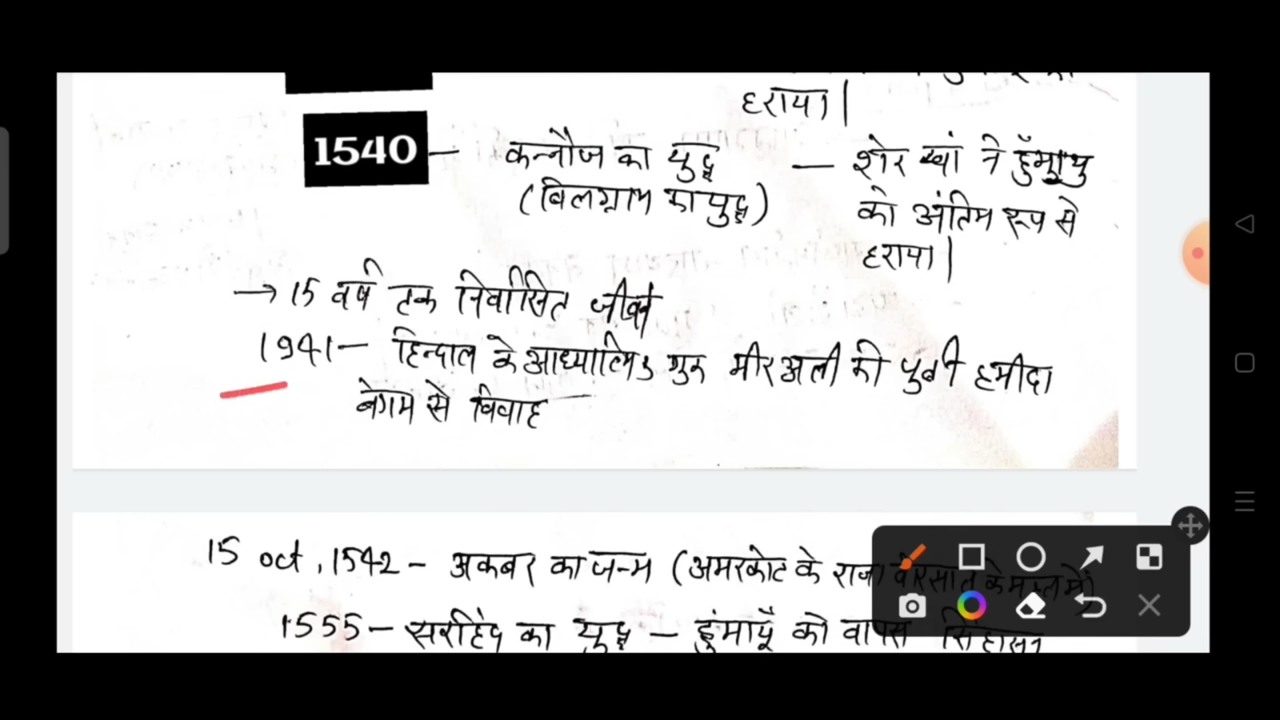 हराया।
1540 – कन्नौज का युद्ध – शेर खां ने हुँमायु
(बिलग्राम का युद्ध) को अंतिम रूप से
हराया।
→ 15 वर्ष तक निर्वासित जीवन
1941 – हिन्दाल के आध्यात्मिक गुरु मीर अली की पुत्री हमीदा
बेगम से विवाह
15 oct, 1542 – अकबर का जन्म (अमरकोट के राजा
1555 – सरहिंद का युद्ध – हुंमायूँ को वापस सिंहासन